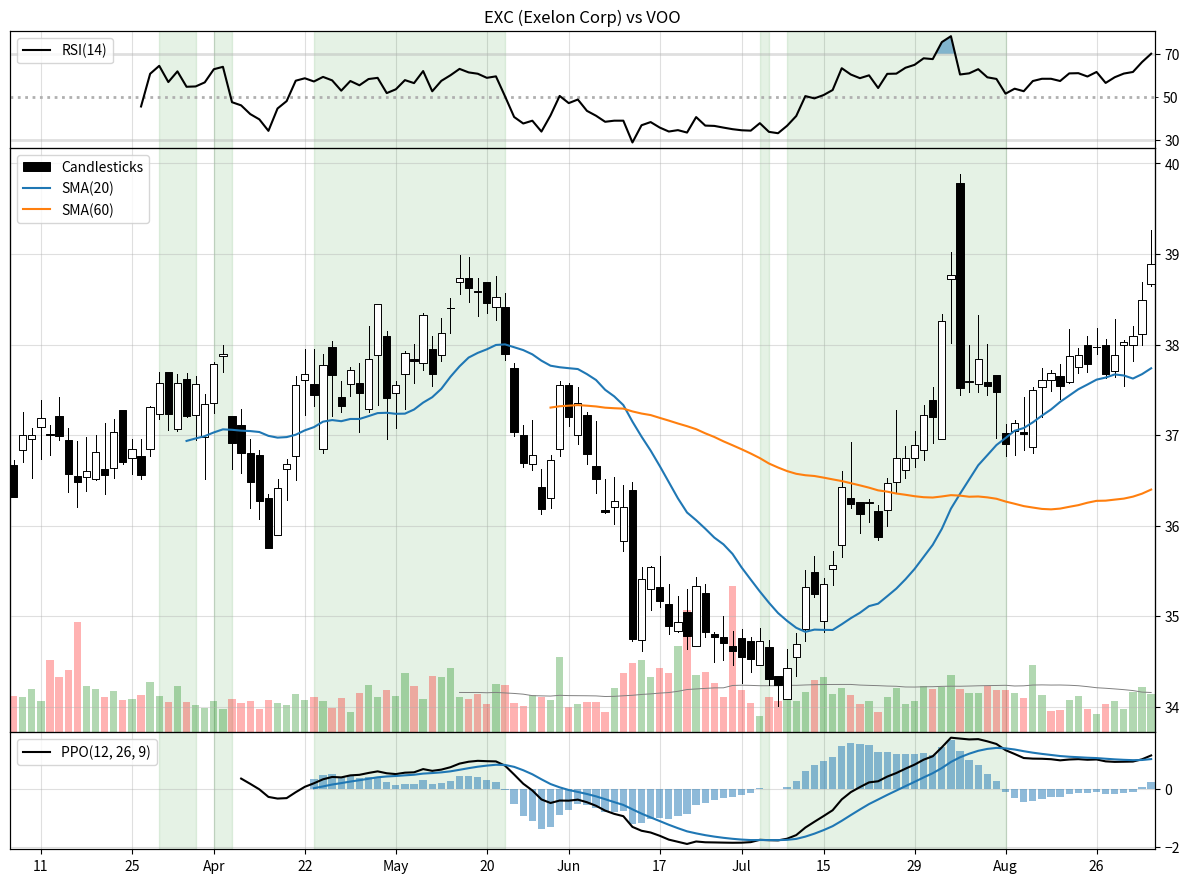 EXC (Exelon Corp) vs VOO
RSI(14)
70
50
30
Candlesticks
SMA(20)
SMA(60)
40
39
38
37
36
35
34
PPO(12, 26, 9)
0
−2
11 25 Apr 22 May 20 Jun 17 Jul 15 29 Aug 26